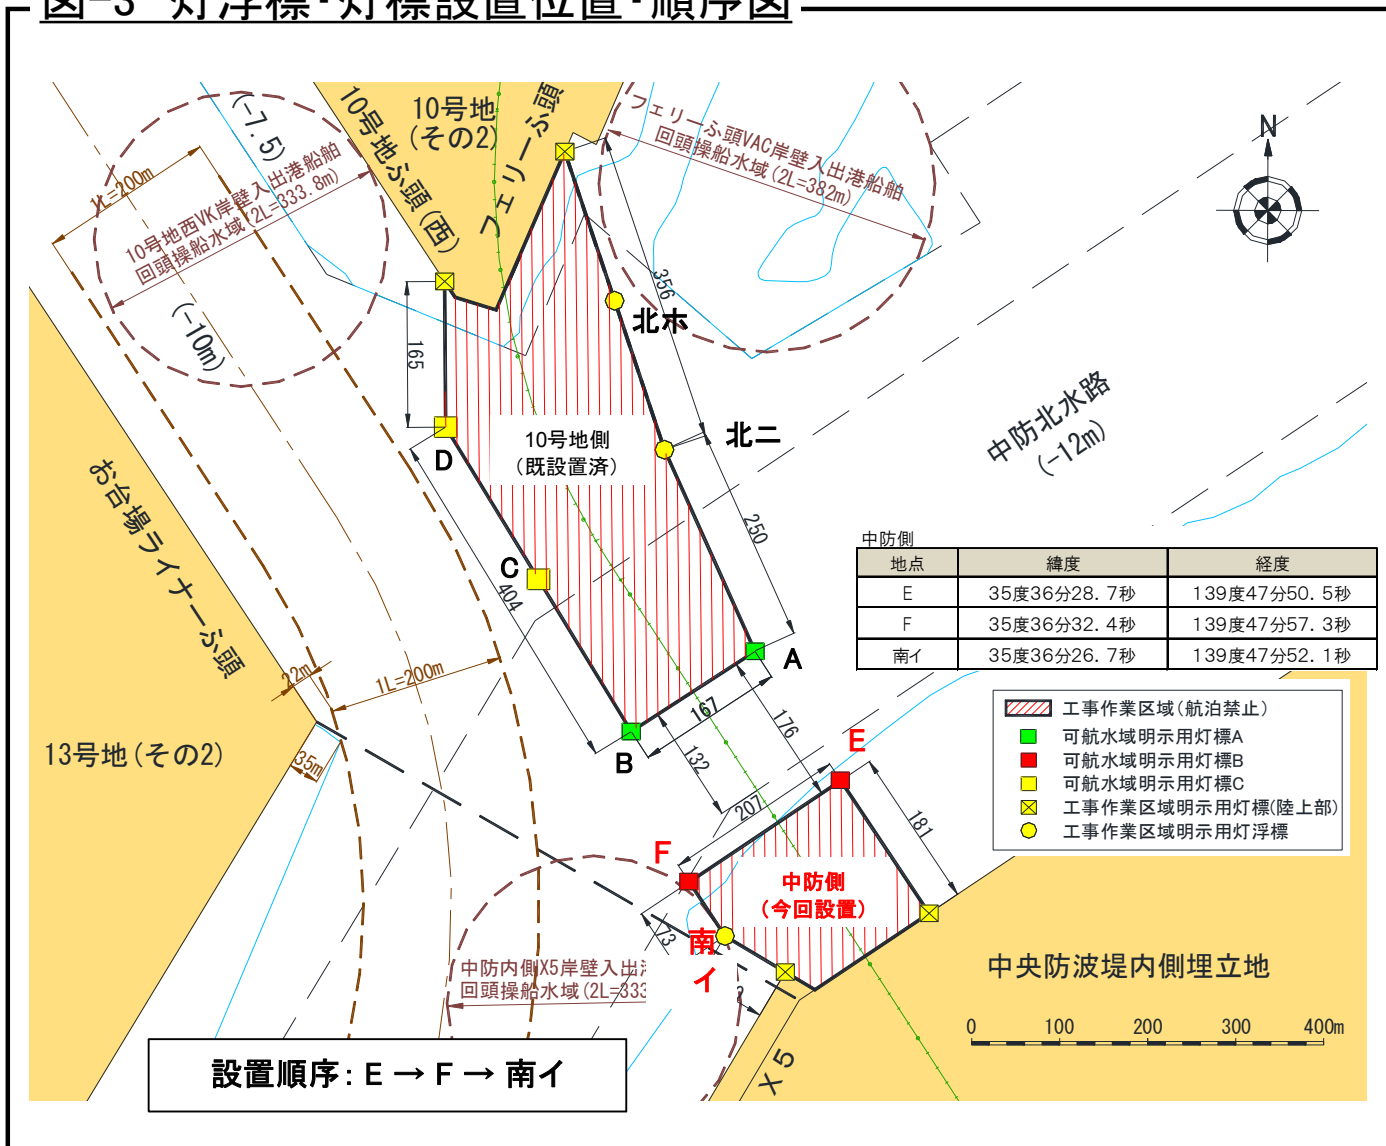 図-3 灯浮標・灯標設置位置・順序図
(-7.5)
10号地ふ頭(西)
10号地
(その2)
フェリーふ頭
フェリーふ頭VAC岸壁入出港船舶
回頭操船水域(2L=382m)
N
1L=200m
10号地西VK岸壁入出港船舶
回頭操船水域(2L=333.8m)
(-10m)
356
北ホ
165
北ニ
10号地側
(既設置済)
D
中防北水路
(-12m)
お台場ライナーふ頭
250
C
404
中防側
地点 緯度 経度
E 35度36分28.7秒 139度47分50.5秒
F 35度36分32.4秒 139度47分57.3秒
南イ 35度36分26.7秒 139度47分52.1秒
A
22m
1L=200m
167
176
B
132
E
13号地(その2)
35m
工事作業区域(航泊禁止)
可航水域明示用灯標A
可航水域明示用灯標B
可航水域明示用灯標C
工事作業区域明示用灯標(陸上部)
工事作業区域明示用灯浮標
207
181
F
中防側
(今回設置)
73
南
イ
中防内側X5岸壁入出
回頭操船水域(2L=333
中央防波堤内側埋立地
0 100 200 300 400m
X5
設置順序:E→F→南イ